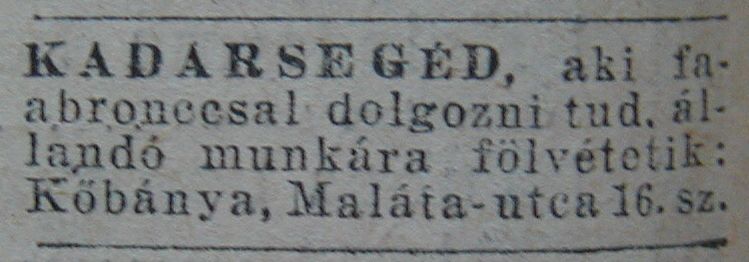 KADARSEGÉD, aki fa-
abronccsal dolgozni tud, ál-
landó munkára fölvétetik:
Kőbánya, Maláta-utca 16. sz.